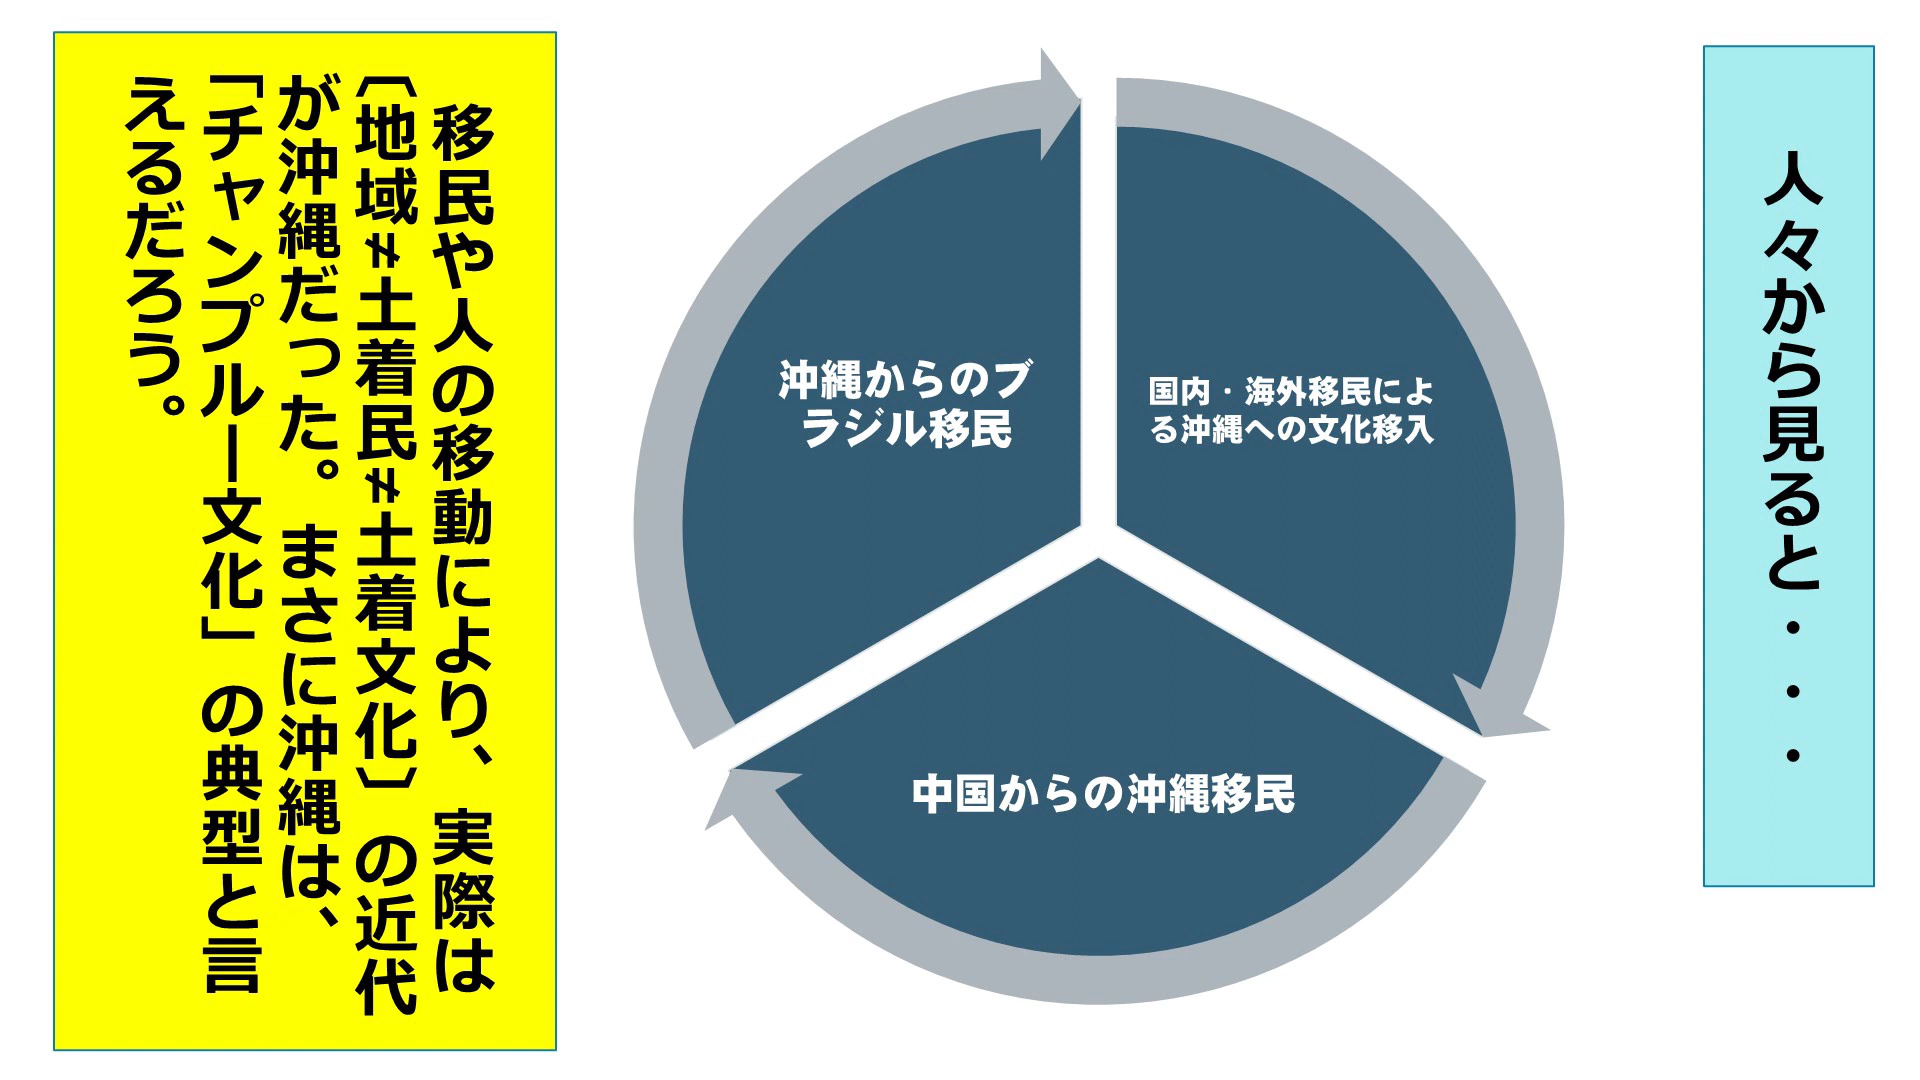 人々から見ると・・・
国内・海外移民によ
る沖縄への文化移入
中国からの沖縄移民
沖縄からのブ
ラジル移民
移民や人の移動により、実際は
〔地域≠土着民≠土着文化〕の近代
が沖縄だった。まさに沖縄は、
「チャンプルー文化」の典型と言
えるだろう。